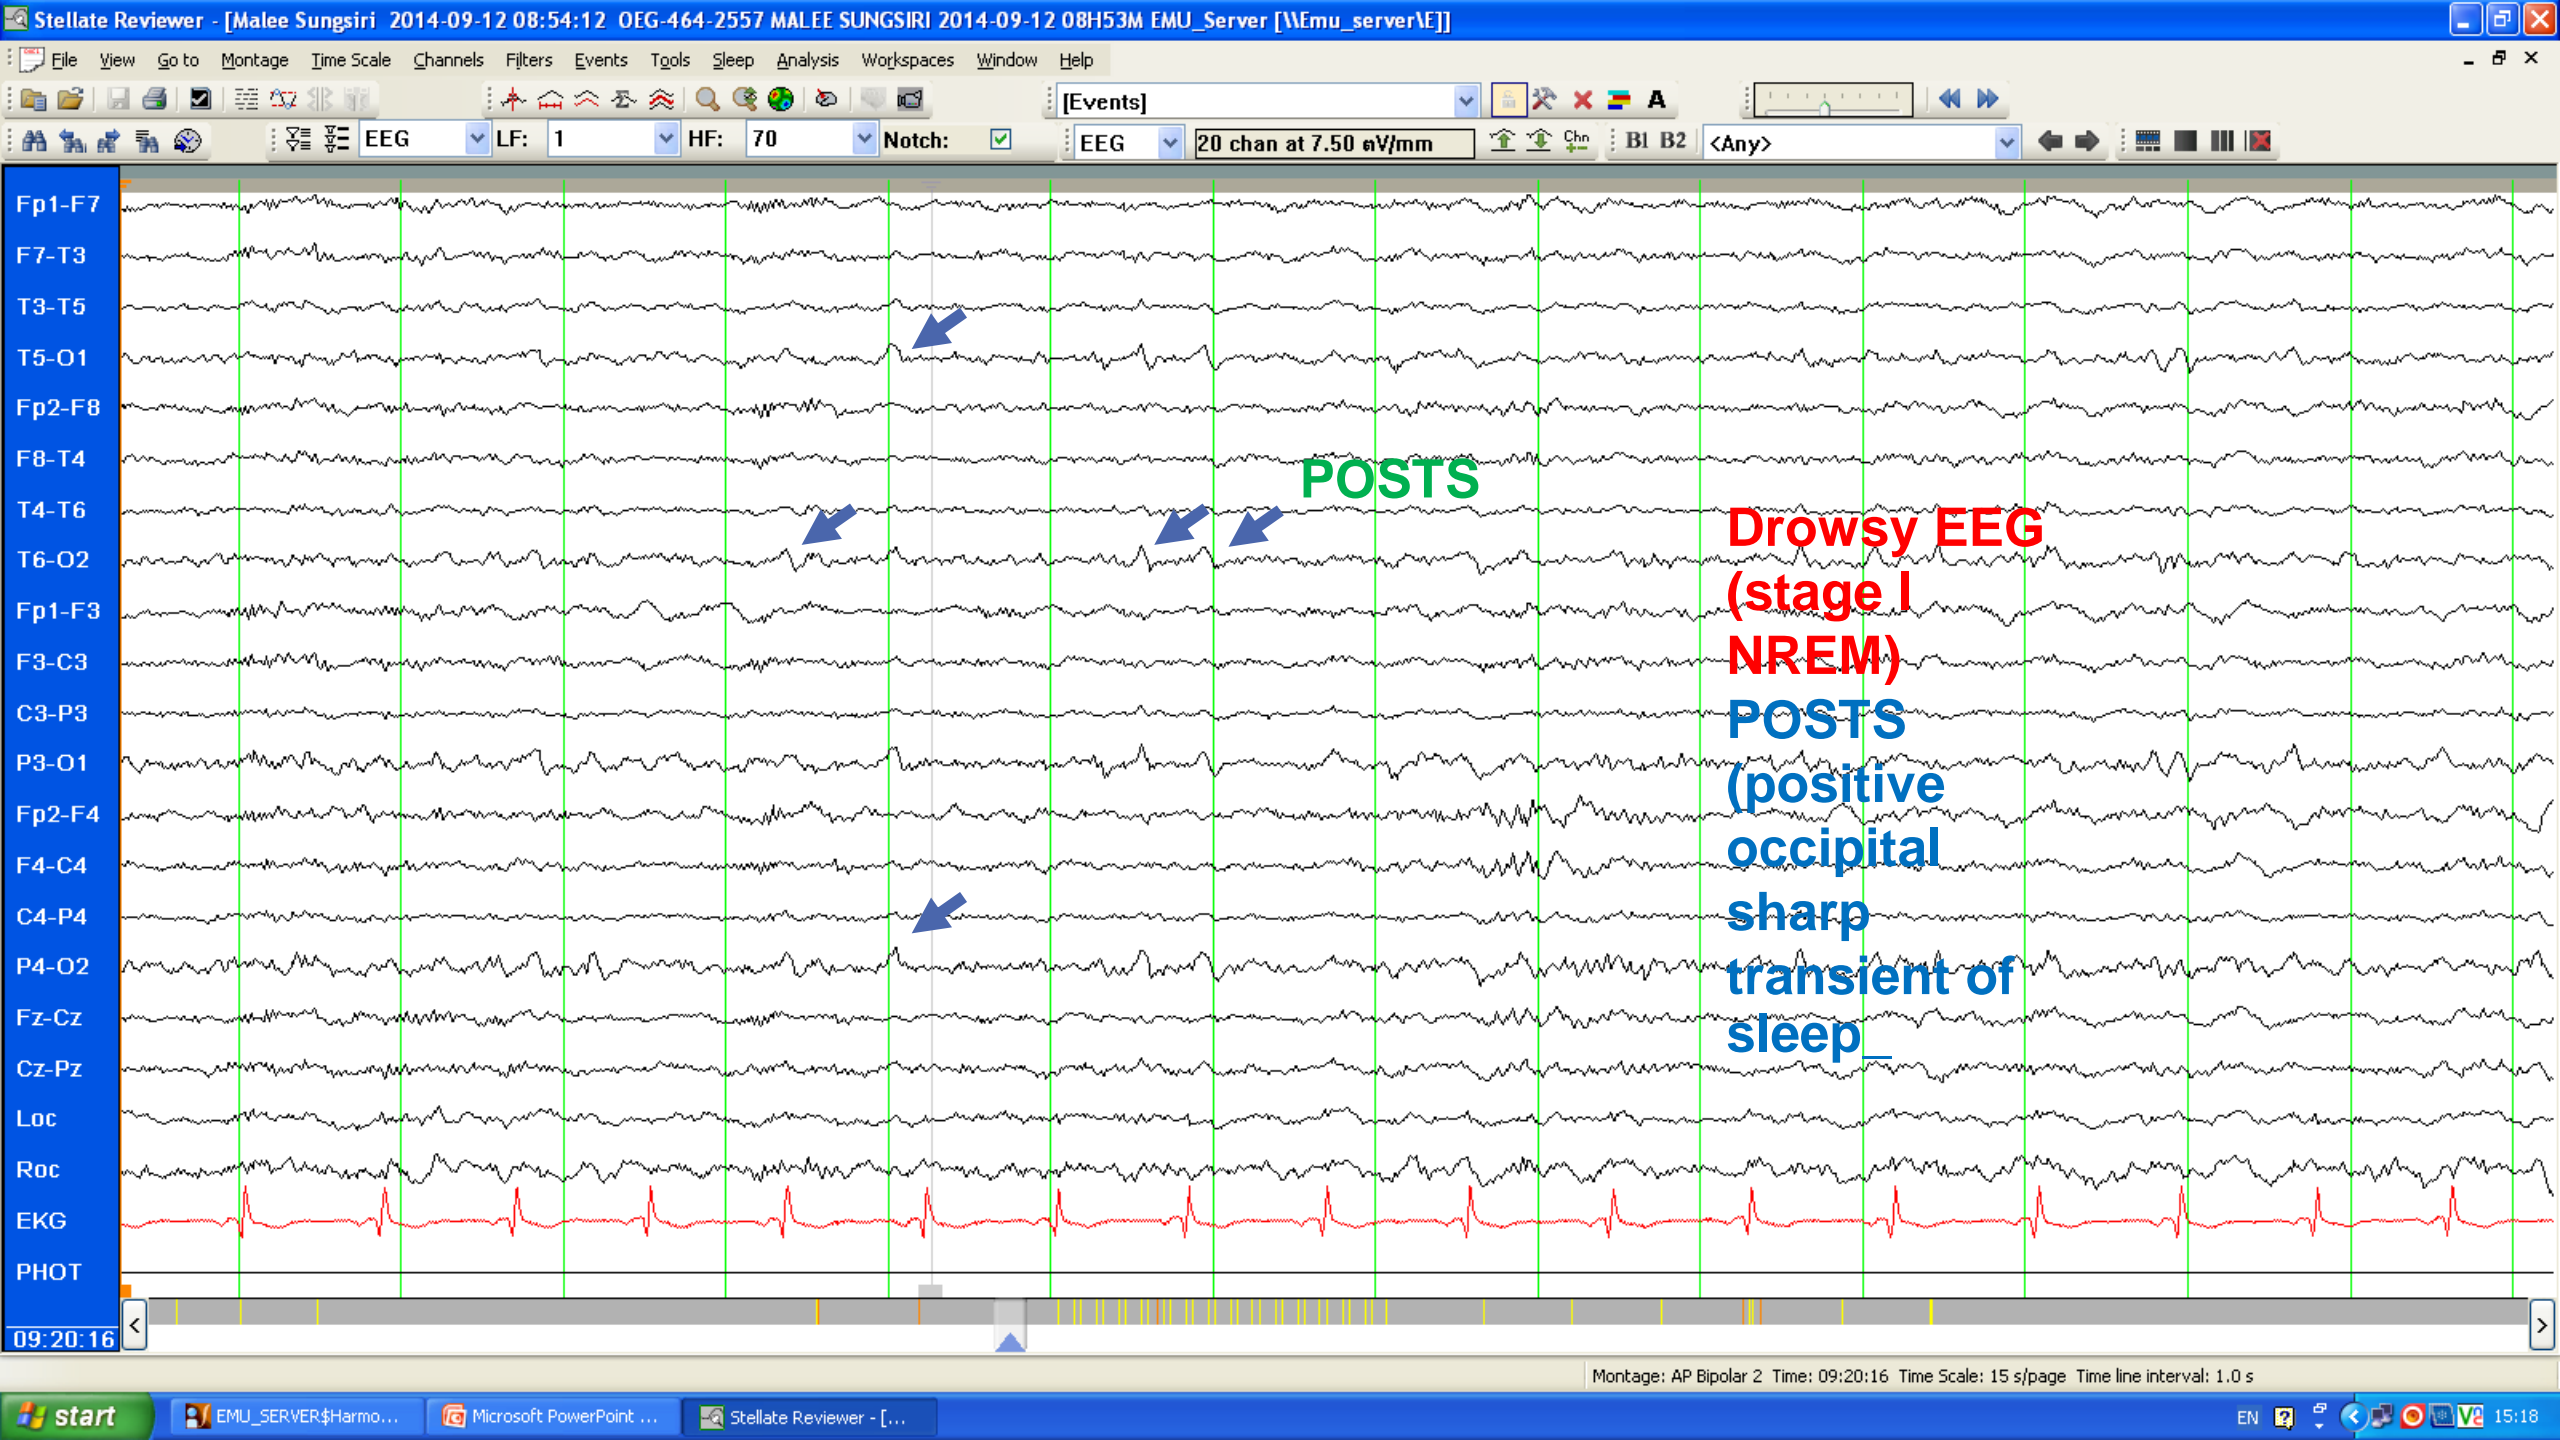 Stellate Reviewer - [Malee Sungsiri 2014-09-12 08:54:12 OEG-464-2557 MALEE SUNGSIRI 2014-09-12 08H53M EMU_Server [\\Emu_server\E]]
File View Go to Montage Time Scale Channels Filters Events Tools Sleep Analysis Workspaces Window Help
[Events] A
EEG LF: 1 HF: 70 Notch: EEG 20 chan at 7.50 ตV/mm Chn B1 B2 <Any>
Fp1-F7
F7-T3
T3-T5
T5-O1
Fp2-F8
F8-T4
T4-T6
T6-O2
Fp1-F3
F3-C3
C3-P3
P3-O1
Fp2-F4
F4-C4
C4-P4
P4-O2
Fz-Cz
Cz-Pz
Loc
Roc
EKG
PHOT
09:20:16
POSTS
Drowsy EEG
(stage I
NREM)
POSTS
(positive
occipital
sharp
transient of
sleep_
Montage: AP Bipolar 2 Time: 09:20:16 Time Scale: 15 s/page Time line interval: 1.0 s
start EMU_SERVER$Harmo... Microsoft PowerPoint ... Stellate Reviewer - [... EN 15:18